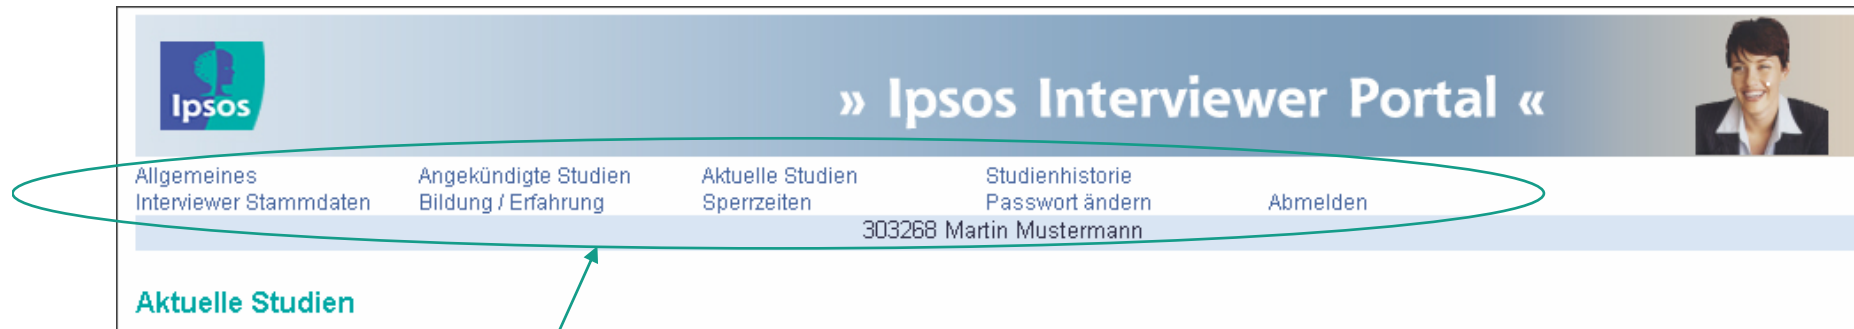 Ipsos
» Ipsos Interviewer Portal «
Allgemeines Angekündigte Studien Aktuelle Studien Studienhistorie
Interviewer Stammdaten Bildung / Erfahrung Sperrzeiten Passwort ändern Abmelden
303268 Martin Mustermann
Aktuelle Studien